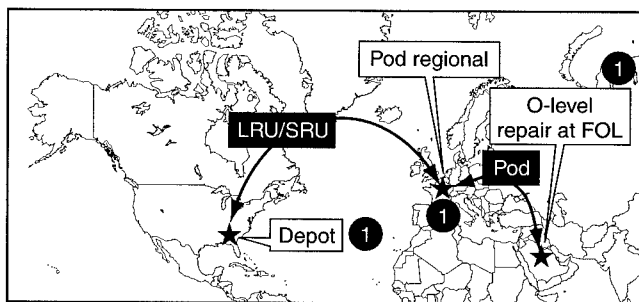 Pod regional
1
O-level
repair at FOL
LRU/SRU
Pod
1
Depot
1